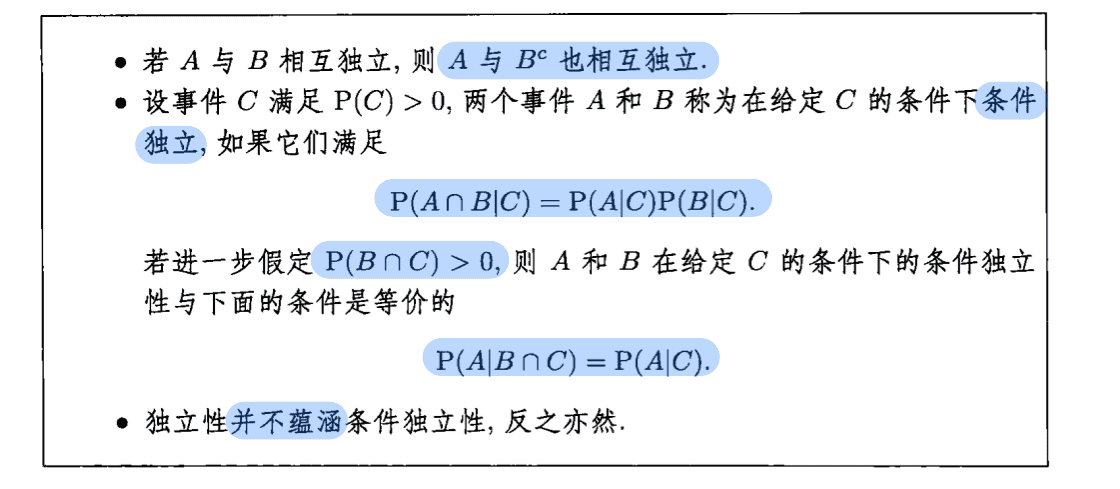 • 若 A 与 B 相互独立, 则 A 与 Bᶜ 也相互独立.
• 设事件 C 满足 P(C) > 0, 两个事件 A 和 B 称为在给定 C 的条件下条件
独立, 如果它们满足
P(A ∩ B|C) = P(A|C)P(B|C).
若进一步假定 P(B ∩ C) > 0, 则 A 和 B 在给定 C 的条件下的条件独立
性与下面的条件是等价的
P(A|B ∩ C) = P(A|C).
• 独立性并不蕴涵条件独立性, 反之亦然.